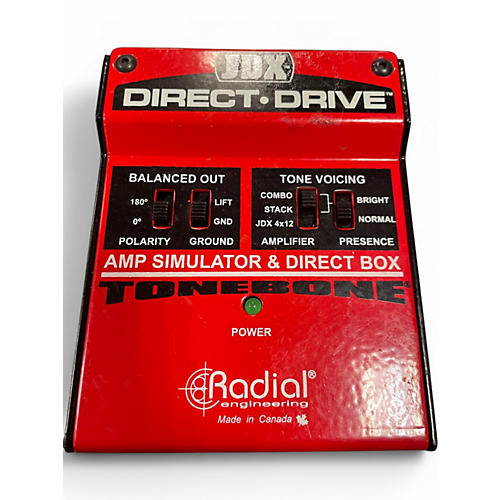 JDX
DIRECT•DRIVE™
BALANCED OUT
TONE VOICING
180°
LIFT
0°
GND
POLARITY
GROUND
COMBO
STACK
JDX 4x12
BRIGHT
NORMAL
AMPLIFIER
PRESENCE
AMP SIMULATOR & DIRECT BOX
TONEBONE
POWER
Radial®
engineering
Made in Canada